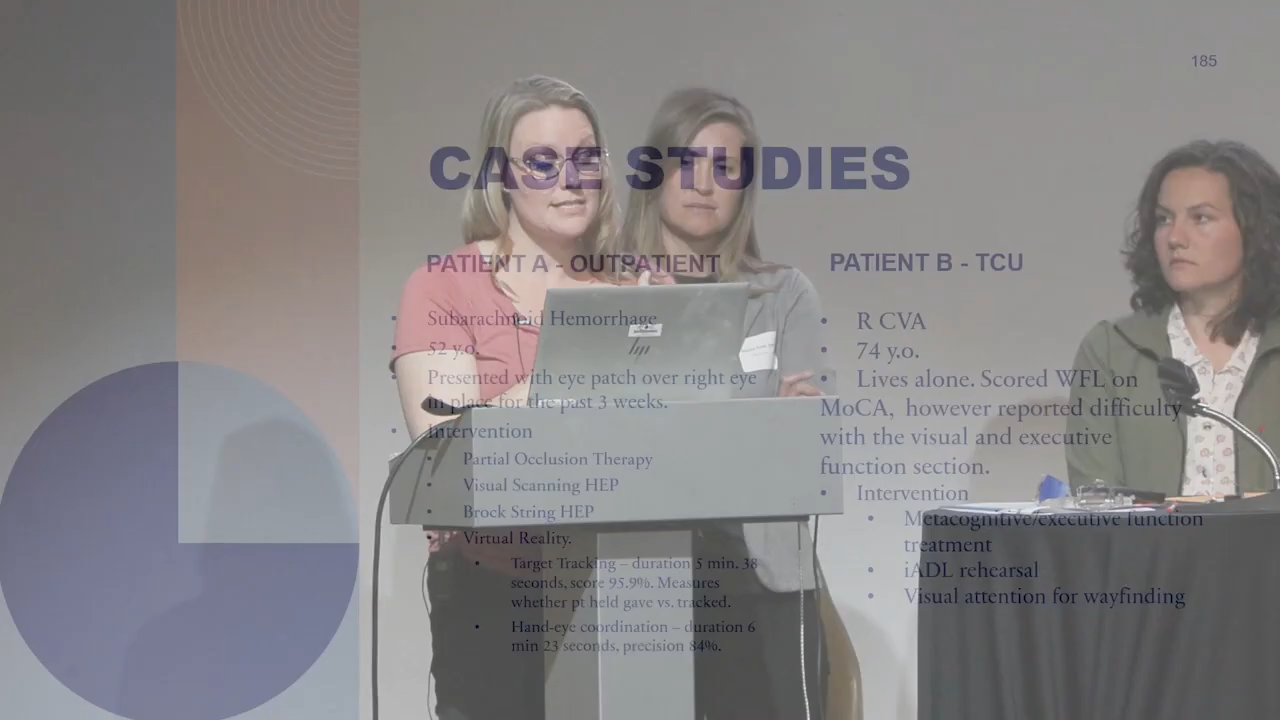 185
CASE STUDIES
PATIENT A - OUTPATIENT
Subarachnoid Hemorrhage
52 y.o.
Presented with eye patch over right eye
in place for the past 3 weeks.
Intervention
Partial Occlusion Therapy
Visual Scanning HEP
Brock String HEP
Virtual Reality.
Target Tracking – duration 5 min. 38
seconds, score 95.9%. Measures
whether pt held gave vs. tracked.
Hand-eye coordination – duration 6
min 23 seconds, precision 84%.
PATIENT B - TCU
R CVA
74 y.o.
Lives alone. Scored WFL on
MoCA, however reported difficulty
with the visual and executive
function section.
Intervention
Metacognitive/executive function
treatment
iADL rehearsal
Visual attention for wayfinding
hp